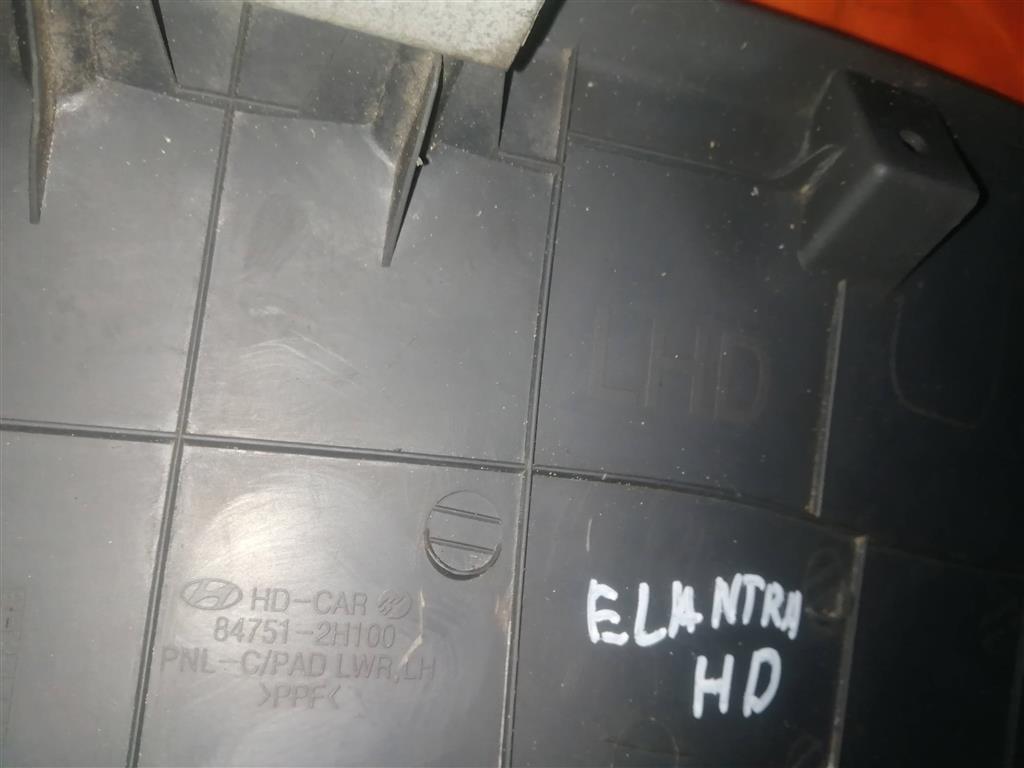 LHD
HD-CAR
84751-2H100
PNL-C/PAD LWR,LH
>PPF<
ELANTRA
HD